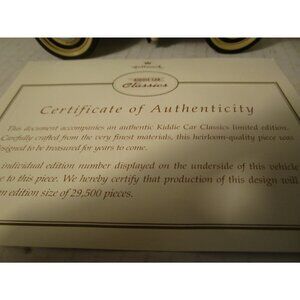 Hallmark
KIDDIE CAR
Classics
Certificate of Authenticity
This document accompanies an authentic Kiddie Car Classics limited edition.
Carefully crafted from the very finest materials, this heirloom-quality piece was
designed to be treasured for years to come.
individual edition number displayed on the underside of this vehicle
e to this piece. We hereby certify that production of this design will
n edition size of 29,500 pieces.